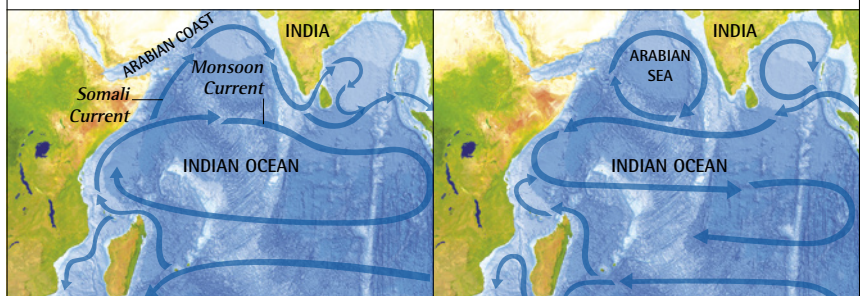 ARABIAN COAST
INDIA
Monsoon
Current
Somali
Current
INDIAN OCEAN
INDIA
ARABIAN
SEA
INDIAN OCEAN